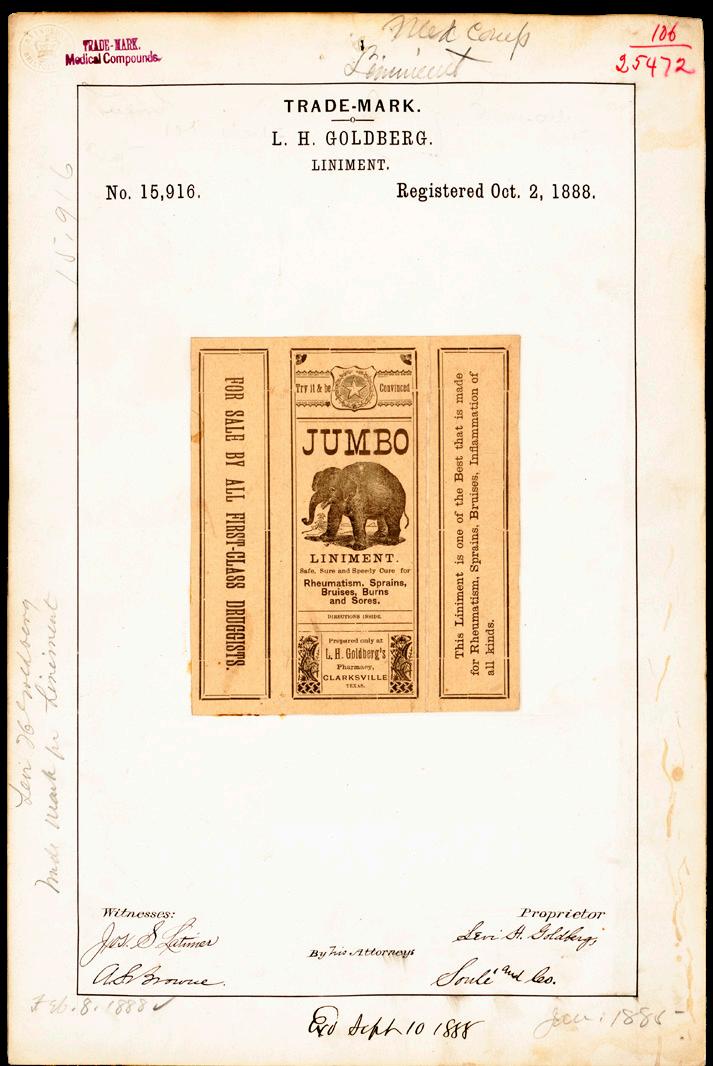 TRADE-MARK.
Medical Compounds.
Med Comp
Liniment
106
25472
TRADE-MARK.
L. H. GOLDBERG.
LINIMENT.
No. 15,916.
Registered Oct. 2, 1888.
15,916
Levi H Goldberg
Trade Mark for Liniment
FOR SALE BY ALL FIRST-CLASS DRUGGISTS.
Try it & be Convinced
JUMBO
LINIMENT.
Safe, Sure and Speedy Cure for
Rheumatism. Sprains,
Bruises, Burns
and Sores.
DIRECTIONS INSIDE.
Prepared only at
L. H. Goldberg's
Pharmacy,
CLARKSVILLE
TEXAS.
This Liniment is one of the Best that is made
for Rheumatism, Sprains, Bruises, Inflammation of
all kinds.
Witnesses:
Jos. S. Latimer
A S Browne.
Proprietor
Levi H. Goldberg,
By his Attorneys
Soulé and Co.
Feb. 8. 1888
Sept 10 1888
Jan. 1885